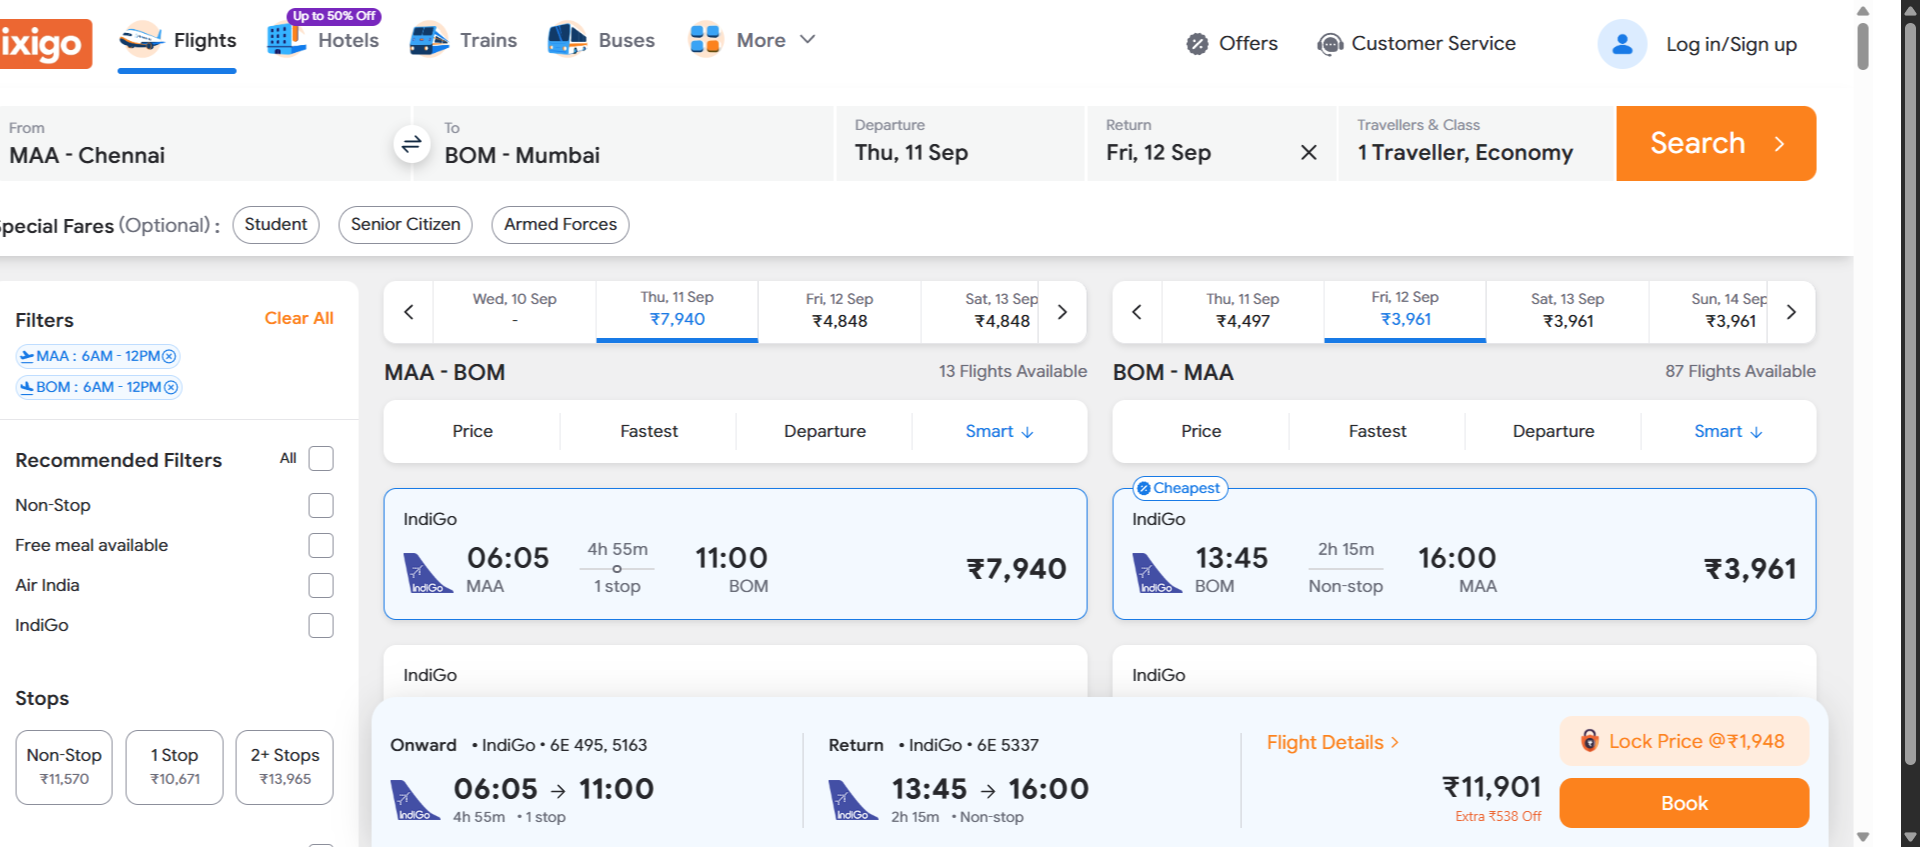 ixigo
Flights
Up to 50% Off
Hotels
Trains
Buses
More
Offers
Customer Service
Log in/Sign up
From
MAA - Chennai
To
BOM - Mumbai
Departure
Thu, 11 Sep
Return
Fri, 12 Sep
Travellers & Class
1 Traveller, Economy
Search
pecial Fares (Optional) :
Student
Senior Citizen
Armed Forces
Filters
Clear All
MAA : 6AM - 12PM
BOM : 6AM - 12PM
Recommended Filters
All
Non-Stop
Free meal available
Air India
IndiGo
Stops
Non-Stop
₹11,570
1 Stop
₹10,671
2+ Stops
₹13,965
Wed, 10 Sep
-
Thu, 11 Sep
₹7,940
Fri, 12 Sep
₹4,848
Sat, 13 Sep
₹4,848
MAA - BOM
13 Flights Available
Price
Fastest
Departure
Smart ↓
IndiGo
IndiGo
06:05
MAA
4h 55m
1 stop
11:00
BOM
₹7,940
IndiGo
Thu, 11 Sep
₹4,497
Fri, 12 Sep
₹3,961
Sat, 13 Sep
₹3,961
Sun, 14 Sep
₹3,961
BOM - MAA
87 Flights Available
Price
Fastest
Departure
Smart ↓
Cheapest
IndiGo
IndiGo
13:45
BOM
2h 15m
Non-stop
16:00
MAA
₹3,961
IndiGo
Onward • IndiGo • 6E 495, 5163
IndiGo
06:05 → 11:00
4h 55m • 1 stop
Return • IndiGo • 6E 5337
IndiGo
13:45 → 16:00
2h 15m • Non-stop
Flight Details >
₹11,901
Extra ₹538 Off
Lock Price @₹1,948
Book